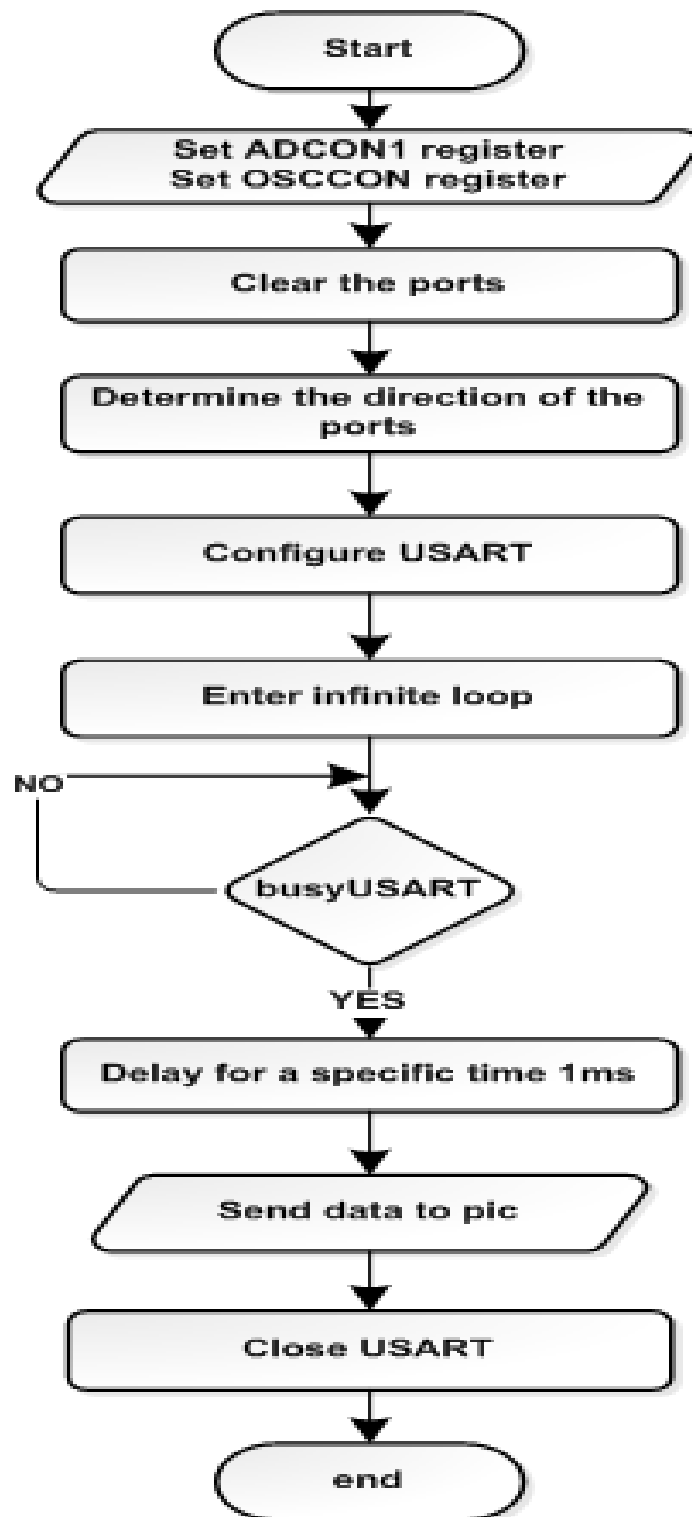 Start
Set ADCON1 register
Set OSCCON register
Clear the ports
Determine the direction of the
ports
Configure USART
Enter infinite loop
NO
busyUSART
YES
Delay for a specific time 1ms
Send data to pic
Close USART
end